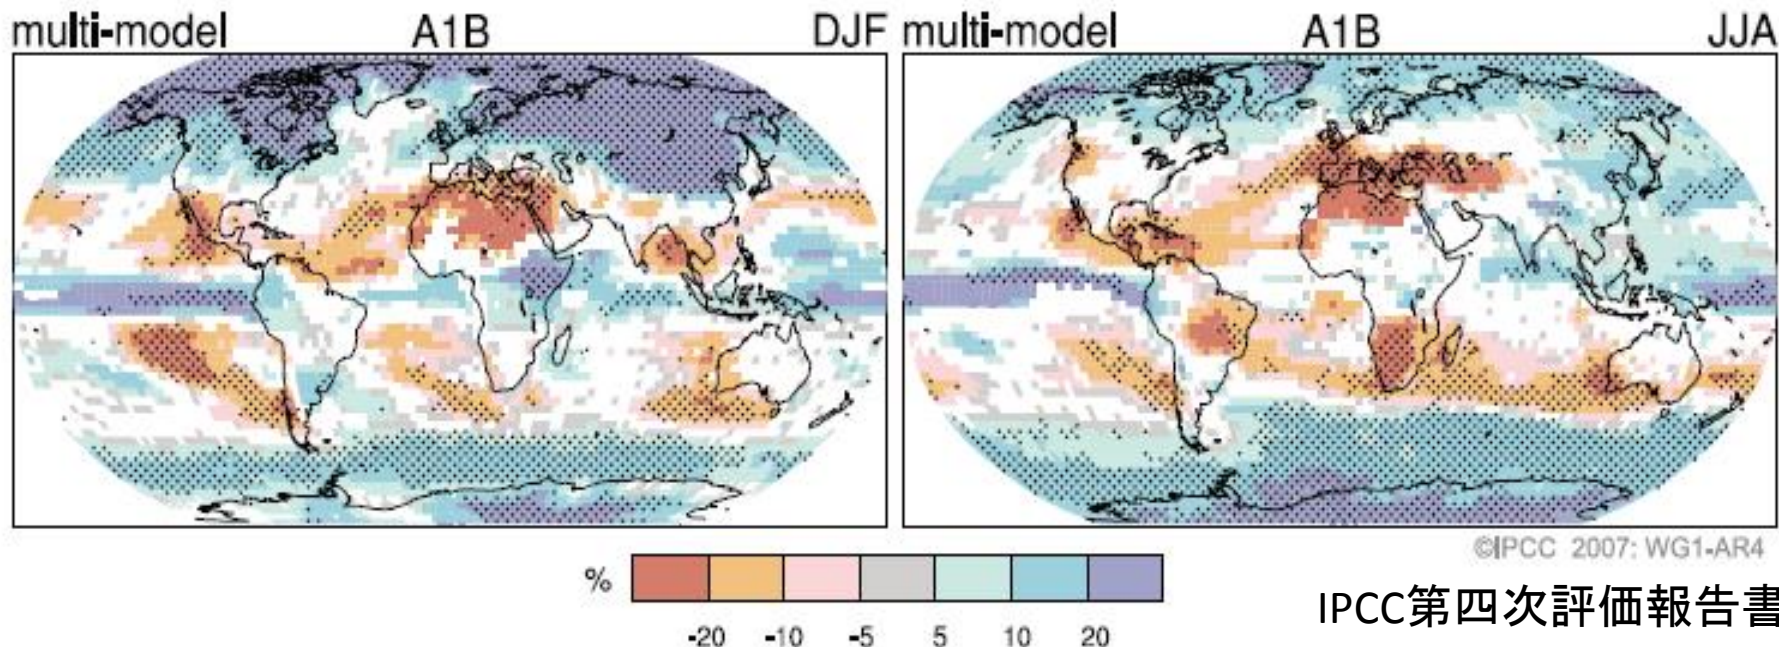 multi-model A1B DJF
multi-model A1B JJA
©IPCC 2007: WG1-AR4
%
-20 -10 -5 5 10 20
IPCC第四次評価報告書